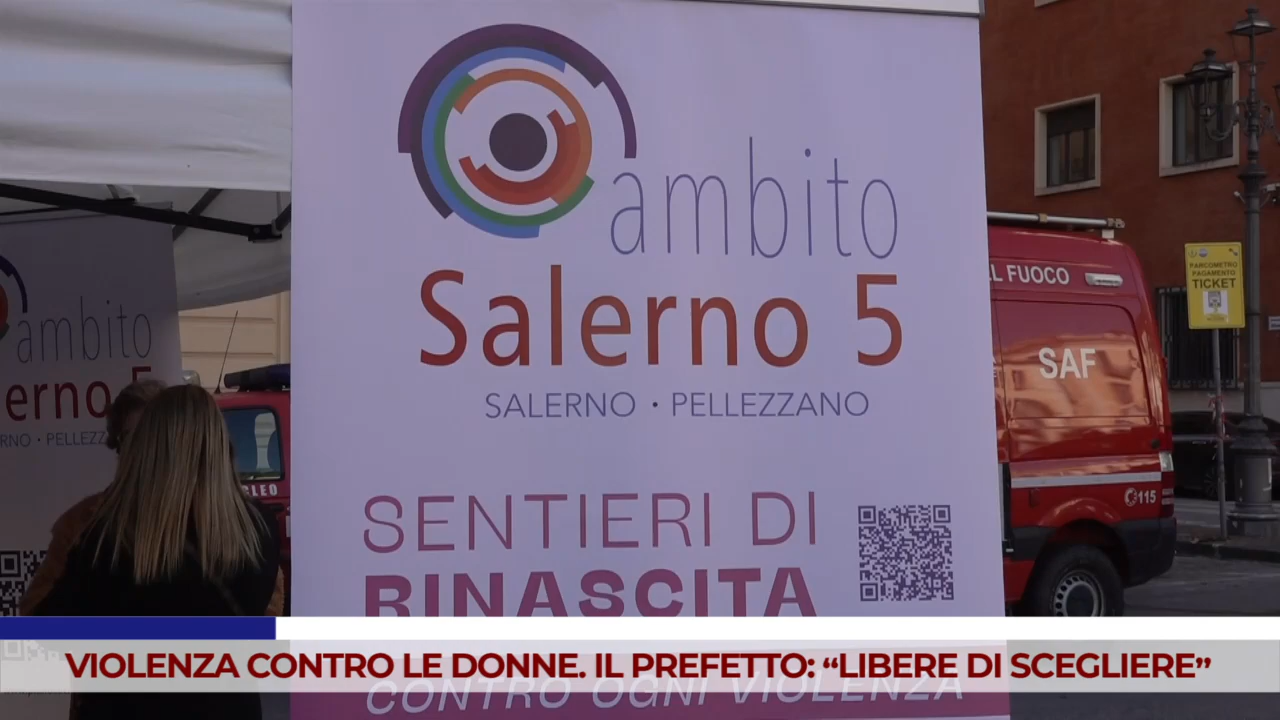 ambito
Salerno 5
SALERNO • PELLEZZANO
SENTIERI DI
RINASCITA
CONTRO OGNI VIOLENZA
ambito
erno 5
RNO • PELLEZZ
CLEO
L FUOCO
SAF
115
PARCOMETRO
PAGAMENTO
TICKET
VIOLENZA CONTRO LE DONNE. IL PREFETTO: “LIBERE DI SCEGLIERE”